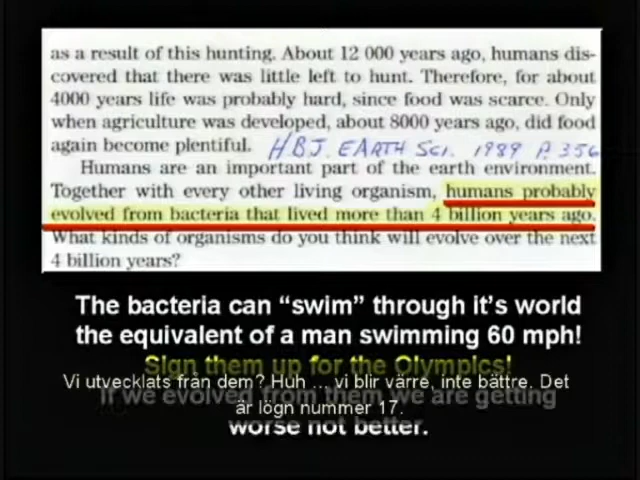 as a result of this hunting. About 12 000 years ago, humans dis-
covered that there was little left to hunt. Therefore, for about
4000 years life was probably hard, since food was scarce. Only
when agriculture was developed, about 8000 years ago, did food
again become plentiful. HBJ EARTH Sci. 1989 P. 356
Humans are an important part of the earth environment.
Together with every other living organism, humans probably
evolved from bacteria that lived more than 4 billion years ago.
What kinds of organisms do you think will evolve over the next
4 billion years?
The bacteria can “swim” through it’s world
the equivalent of a man swimming 60 mph!
Sign them up for the Olympics!
Vi utvecklats från dem? Huh ... vi blir värre, inte bättre. Det
If we evolved from them we are getting
är lögn nummer 17.
worse not better.